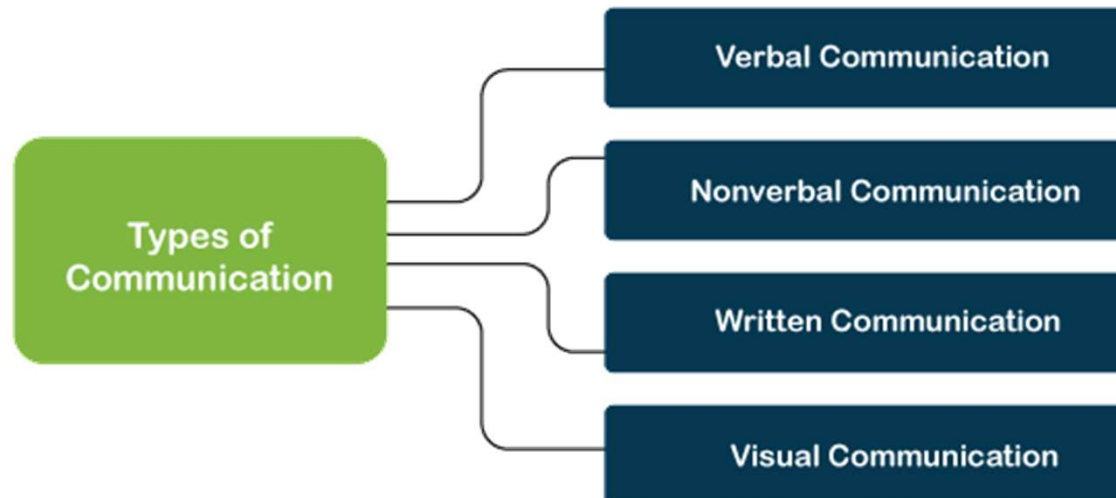 Types of
Communication
Verbal Communication
Nonverbal Communication
Written Communication
Visual Communication